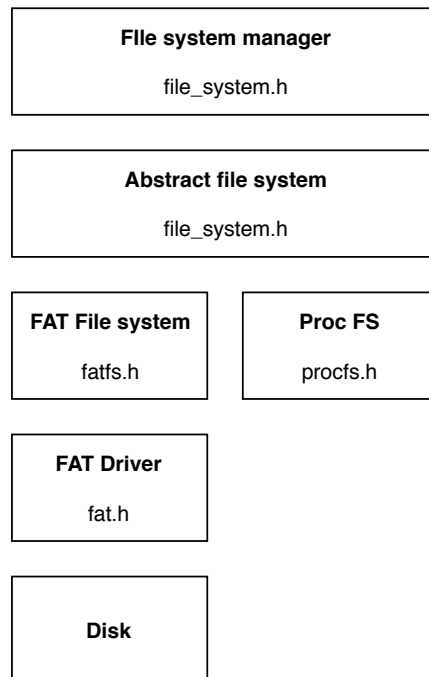 FIle system manager
file_system.h
Abstract file system
file_system.h
FAT File system
fatfs.h
Proc FS
procfs.h
FAT Driver
fat.h
Disk